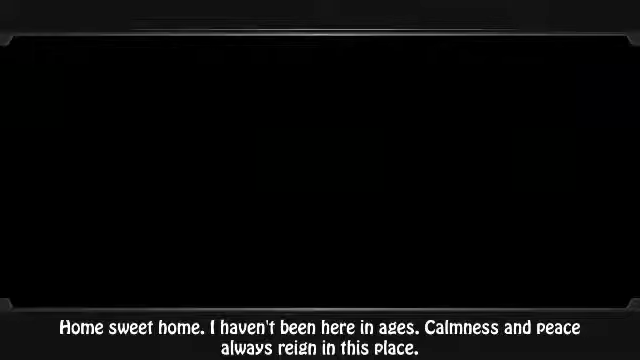 Home sweet home. I haven't been here in ages. Calmness and peace
always reign in this place.